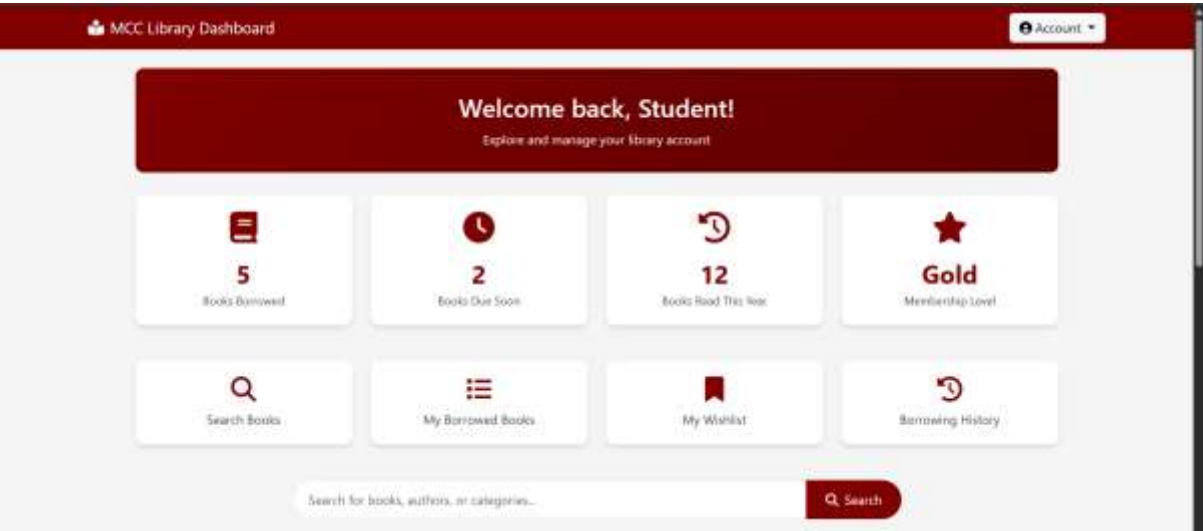 MCC Library Dashboard
Account
Welcome back, Student!
Explore and manage your library account
5
Books Borrowed
2
Books Due Soon
12
Books Read This Year
Gold
Membership Level
Search Books
My Borrowed Books
My Wishlist
Borrowing History
Search for books, authors, or categories...
Search